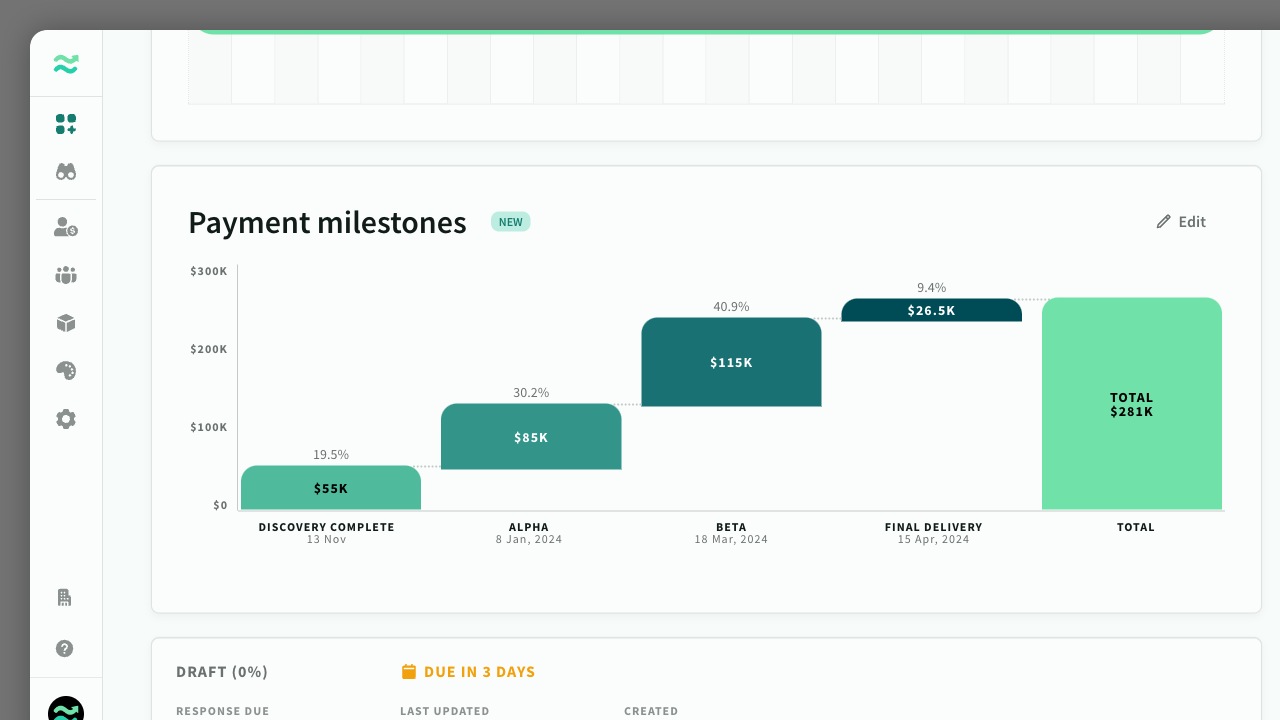 Payment milestones
NEW
Edit
$300K
$200K
$100K
$0
19.5%
$55K
30.2%
$85K
40.9%
$115K
9.4%
$26.5K
TOTAL
$281K
DISCOVERY COMPLETE
13 Nov
ALPHA
8 Jan, 2024
BETA
18 Mar, 2024
FINAL DELIVERY
15 Apr, 2024
TOTAL
DRAFT (0%)
DUE IN 3 DAYS
RESPONSE DUE
LAST UPDATED
CREATED